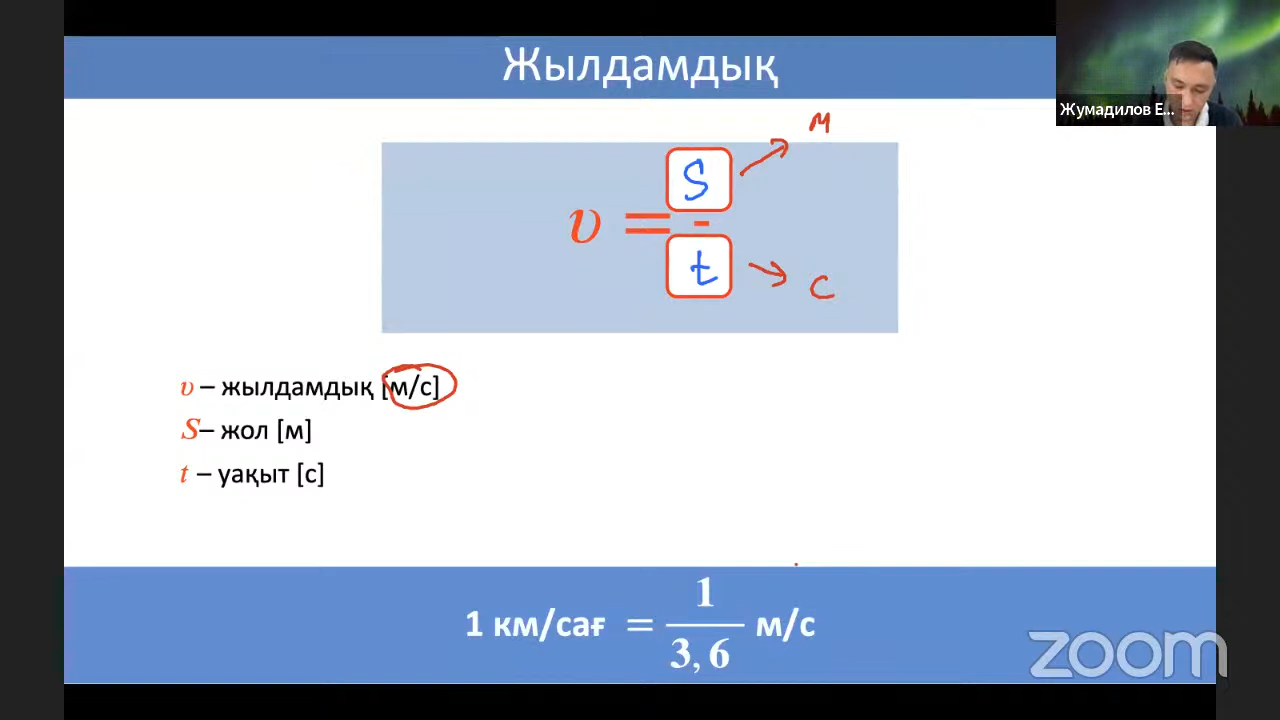 Жылдамдық
Жумадилов Е...
м
υ = S / t
с
υ – жылдамдық [м/с]
S– жол [м]
t – уақыт [с]
1 км/сағ = 1/3,6 м/с
zoom